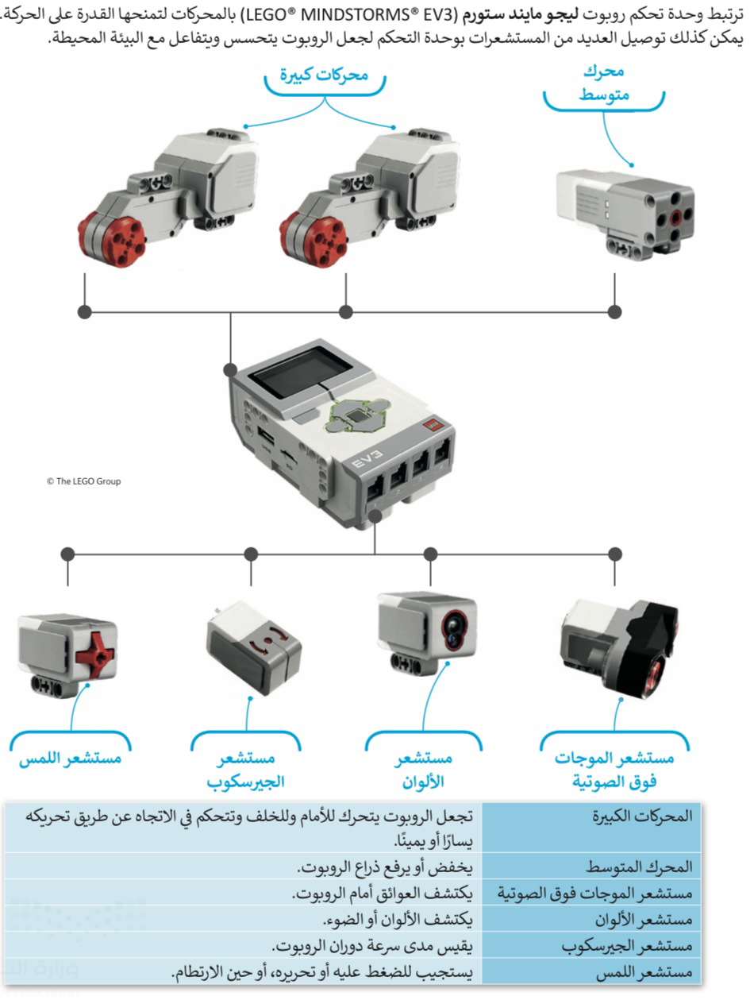 ترتبط وحدة تحكم روبوت ليجو مايند ستورم (LEGO® MINDSTORMS® EV3) بالمحركات لتمنحها القدرة على الحركة.
يمكن كذلك توصيل العديد من المستشعرات بوحدة التحكم لجعل الروبوت يتحسس ويتفاعل مع البيئة المحيطة.
محرك
متوسط
محركات كبيرة
EV3
© The LEGO Group
مستشعر الموجات
فوق الصوتية
مستشعر
الألوان
مستشعر
الجيرسكوب
مستشعر اللمس
المحركات الكبيرة
تجعل الروبوت يتحرك للأمام وللخلف وتتحكم في الاتجاه عن طريق تحريكه
يسارًا أو يمينًا.
المحرك المتوسط
يخفض أو يرفع ذراع الروبوت.
مستشعر الموجات فوق الصوتية
يكتشف العوائق أمام الروبوت.
مستشعر الألوان
يكتشف الألوان أو الضوء.
مستشعر الجيرسكوب
يقيس مدى سرعة دوران الروبوت.
مستشعر اللمس
يستجيب للضغط عليه أو تحريره، أو حين الارتطام.